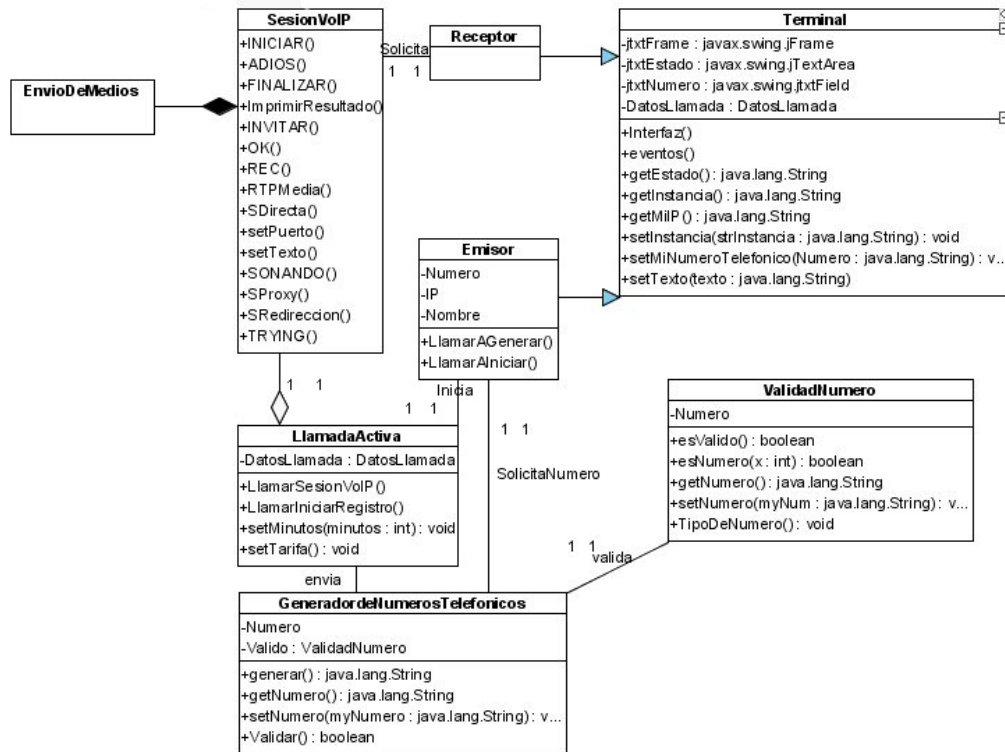 SesionVoIP
+INICIAR()
+ADIOS()
+FINALIZAR()
+ImprimirResultado()
+INVITAR()
+OK()
+REC()
+RTPMedia()
+SDirecta()
+setPuerto()
+setTexto()
+SONANDO()
+SProxy()
+SRedireccion()
+TRYING()
EnvioDeMedios
Solicita
1 1
Receptor
Terminal
-jtxtFrame : javax.swing.jFrame
-jtxtEstado : javax.swing.jTextArea
-jtxtNumero : javax.swing.jtxtField
-DatosLlamada : DatosLlamada
+Interfaz()
+eventos()
+getEstado() : java.lang.String
+getInstancia() : java.lang.String
+getMiIP() : java.lang.String
+setInstancia(strInstancia : java.lang.String) : void
+setMiNumeroTelefonico(Numero : java.lang.String) : v...
+setTexto(texto : java.lang.String)
Emisor
-Numero
-IP
-Nombre
+LlamarAGenerar()
+LlamarAIniciar()
1 1
Inicia
1 1
LlamadaActiva
-DatosLlamada : DatosLlamada
+LlamarSesionVoIP()
+LlamarIniciarRegistro()
+setMinutos(minutos : int) : void
+setTarifa() : void
1 1
SolicitaNumero
ValidadNumero
-Numero
+esValido() : boolean
+esNumero(x : int) : boolean
+getNumero() : java.lang.String
+setNumero(myNum : java.lang.String) : v...
+TipoDeNumero() : void
1 1
valida
envia
GeneradordeNumerosTelefonicos
-Numero
-Valido : ValidadNumero
+generar() : java.lang.String
+getNumero() : java.lang.String
+setNumero(myNumero : java.lang.String) : v...
+Validar() : boolean